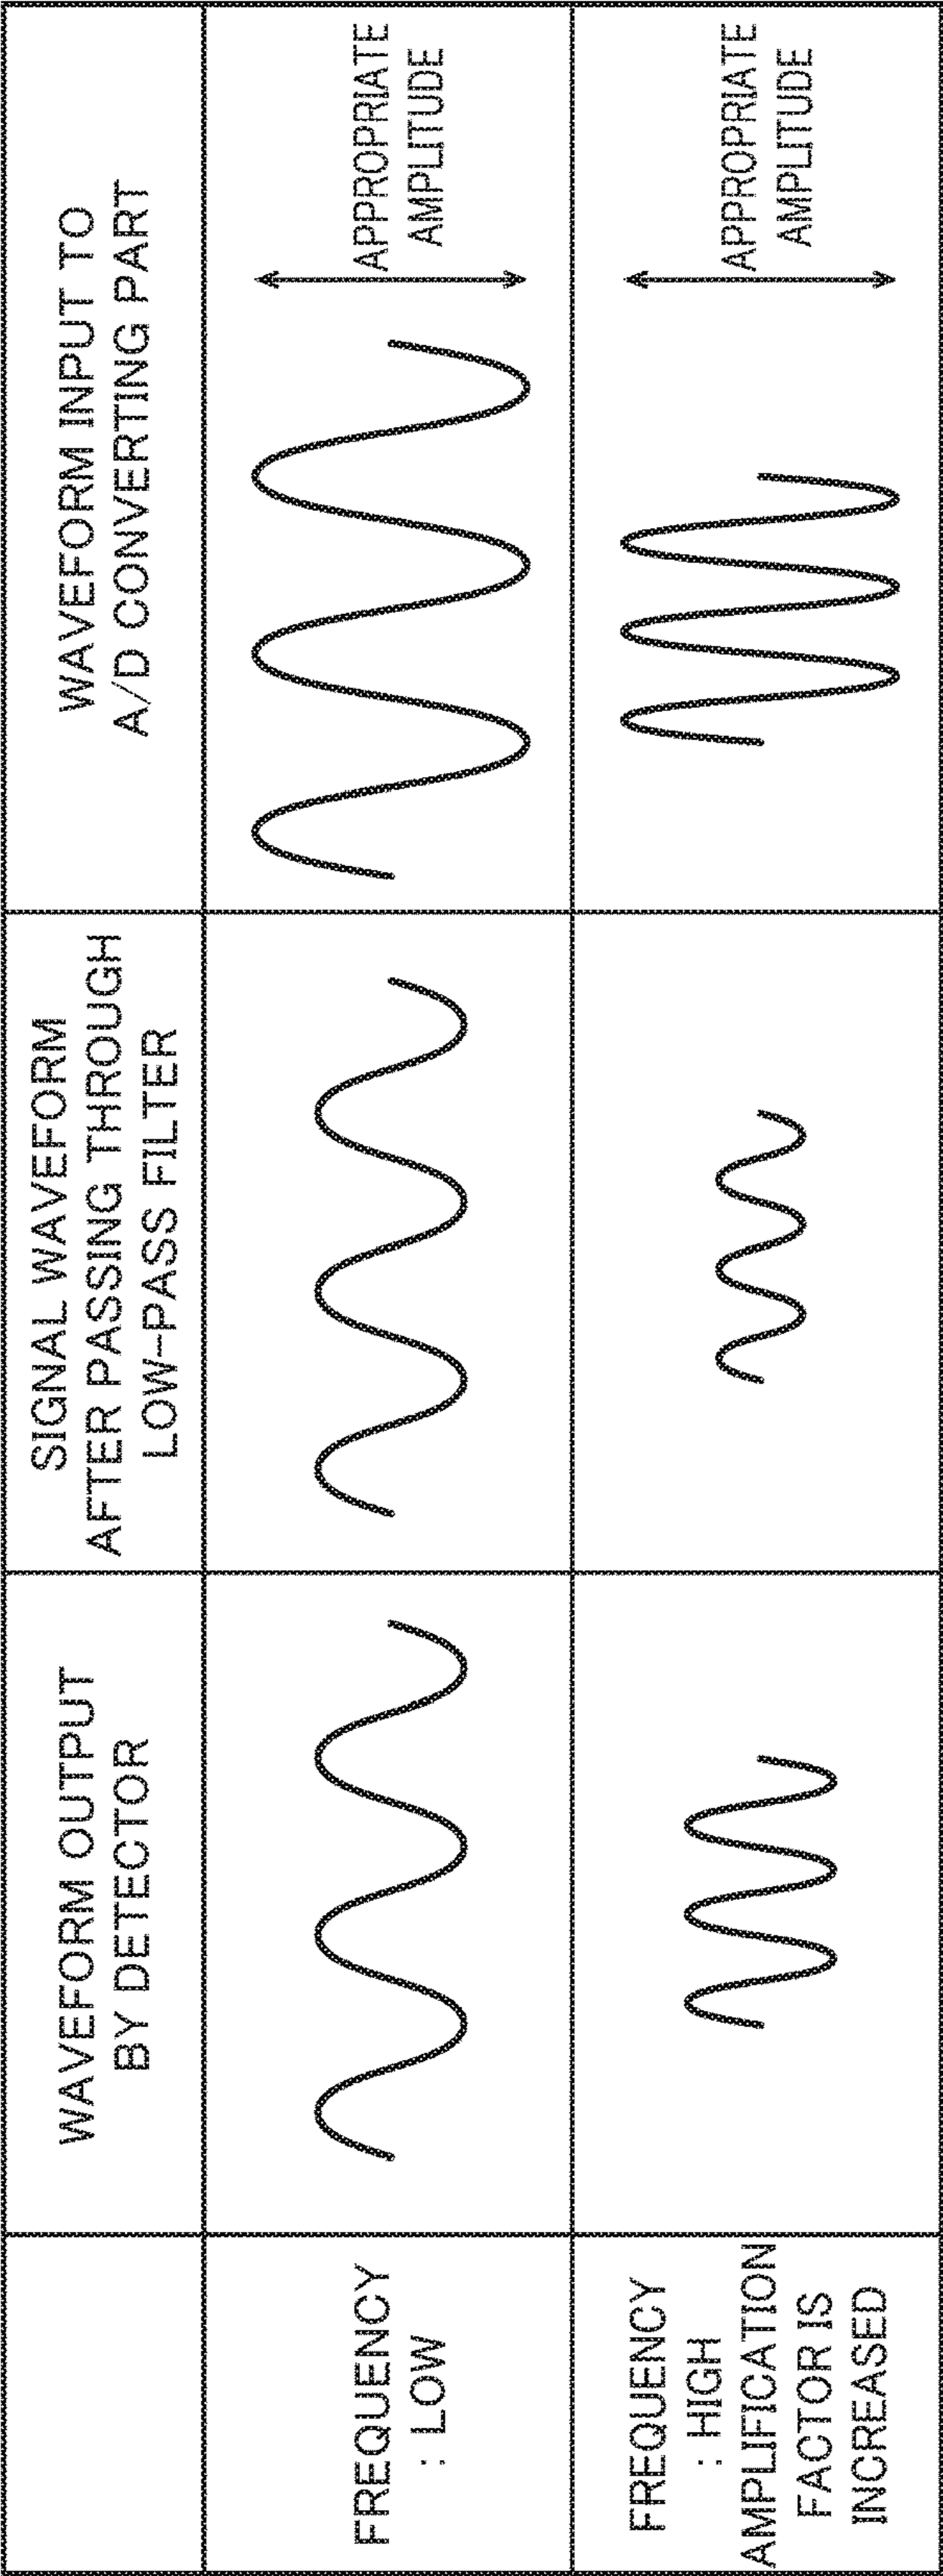 WAVEFORM OUTPUT
BY DETECTOR
SIGNAL WAVEFORM
AFTER PASSING THROUGH
LOW-PASS FILTER
WAVEFORM INPUT TO
A/D CONVERTING PART
FREQUENCY
: LOW
APPROPRIATE
AMPLITUDE
FREQUENCY
: HIGH
AMPLIFICATION
FACTOR IS
INCREASED
APPROPRIATE
AMPLITUDE